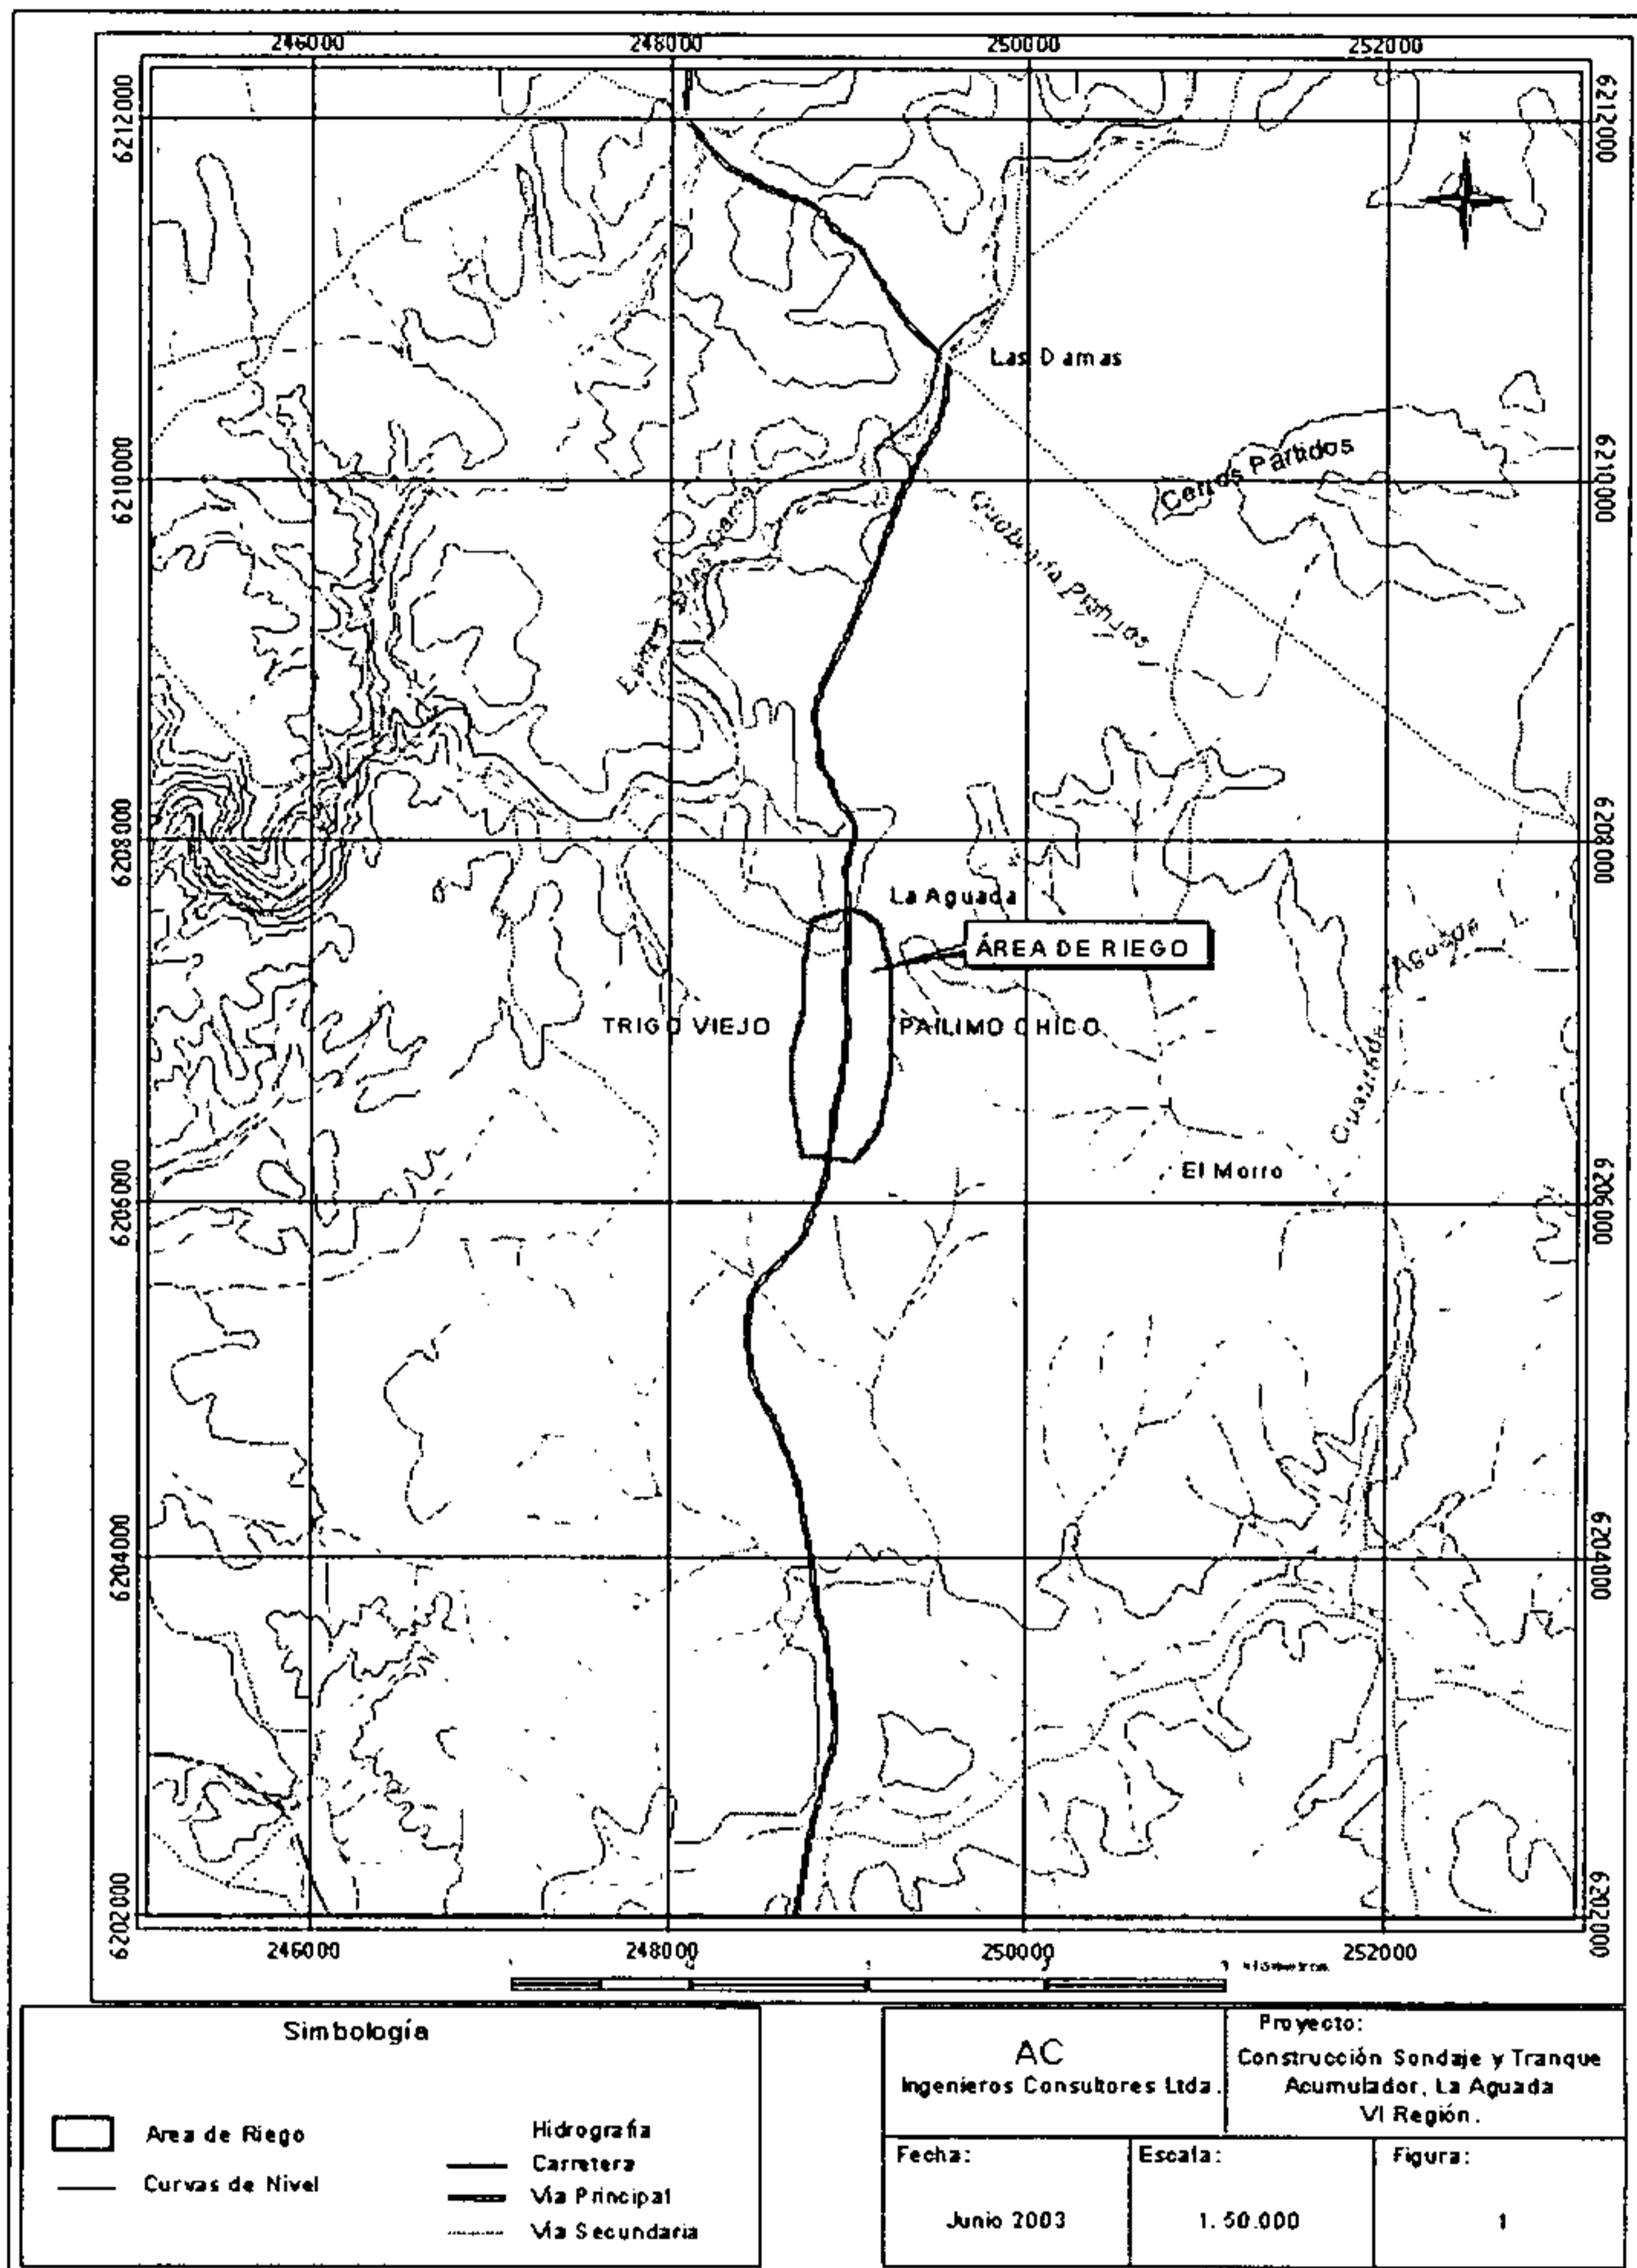 246000 248000 250000 252000
6212000 6212000
Las Damas
Cerros Partidos
6210000 6210000
6208000 6208000
La Aguada
ÁREA DE RIEGO
TRIGO VIEJO PAILIMO CHICO
El Morro
6206000 6206000
6204000 6204000
6202000 6202000
246000 248000 250000 252000
Simbología
Area de Riego
Curvas de Nivel
Hidrografía
Carretera
Vía Principal
Vía Secundaria
AC
Ingenieros Consultores Ltda.
Proyecto:
Construcción Sondaje y Tranque
Acumulador, La Aguada
VI Región.
Fecha:
Junio 2003
Escala:
1. 50.000
Figura:
1